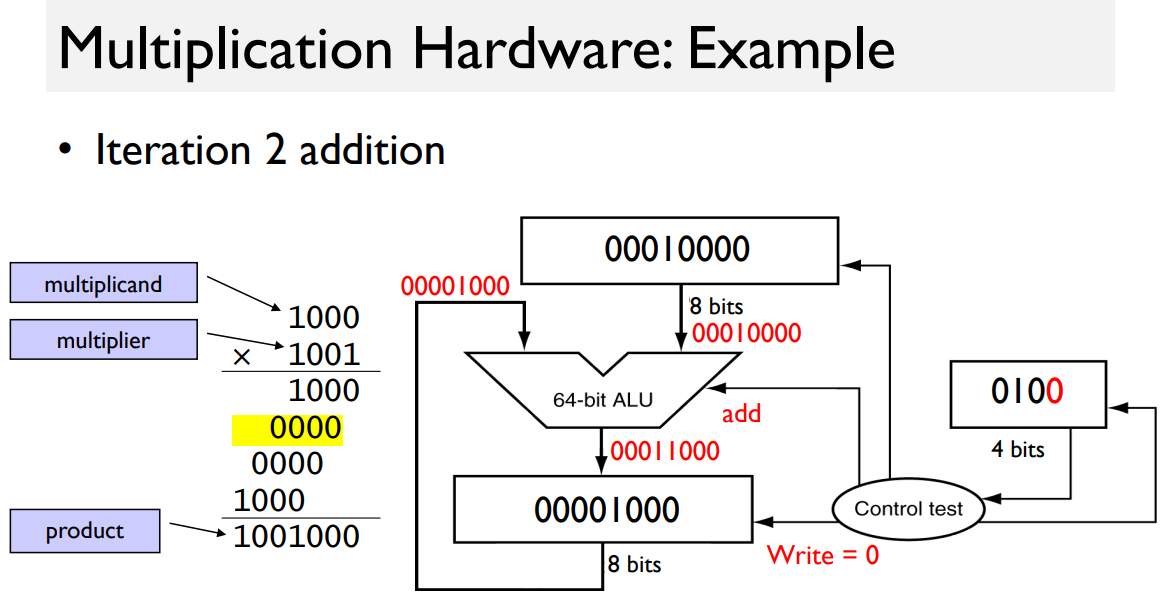 Multiplication Hardware: Example
• Iteration 2 addition
multiplicand
multiplier
product
1000
× 1001
1000
0000
0000
1000
1001000
00010000
00001000
8 bits
00010000
64-bit ALU
add
00011000
00001000
8 bits
0100
4 bits
Control test
Write = 0